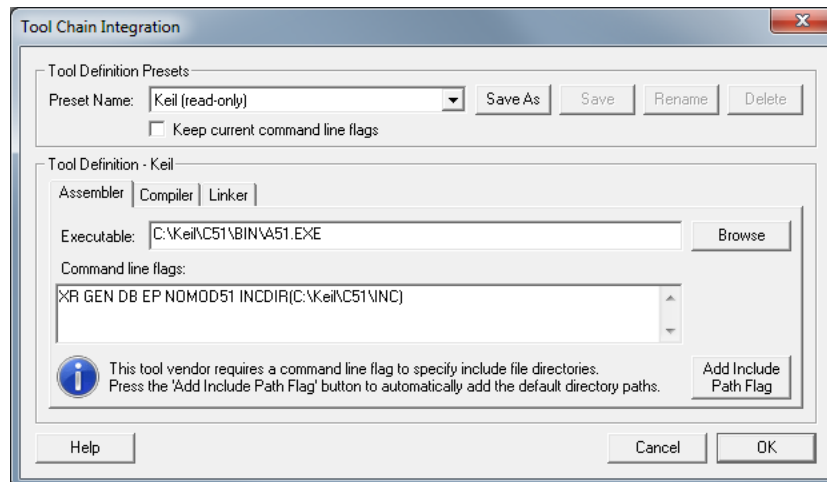 Tool Chain Integration
Tool Definition Presets
Preset Name: Keil (read-only) Save As Save Rename Delete
Keep current command line flags
Tool Definition - Keil
Assembler Compiler Linker
Executable: C:\Keil\C51\BIN\A51.EXE Browse
Command line flags:
XR GEN DB EP NOMOD51 INCDIR(C:\Keil\C51\INC)
This tool vendor requires a command line flag to specify include file directories.
Press the 'Add Include Path Flag' button to automatically add the default directory paths.
Add Include
Path Flag
Help Cancel OK